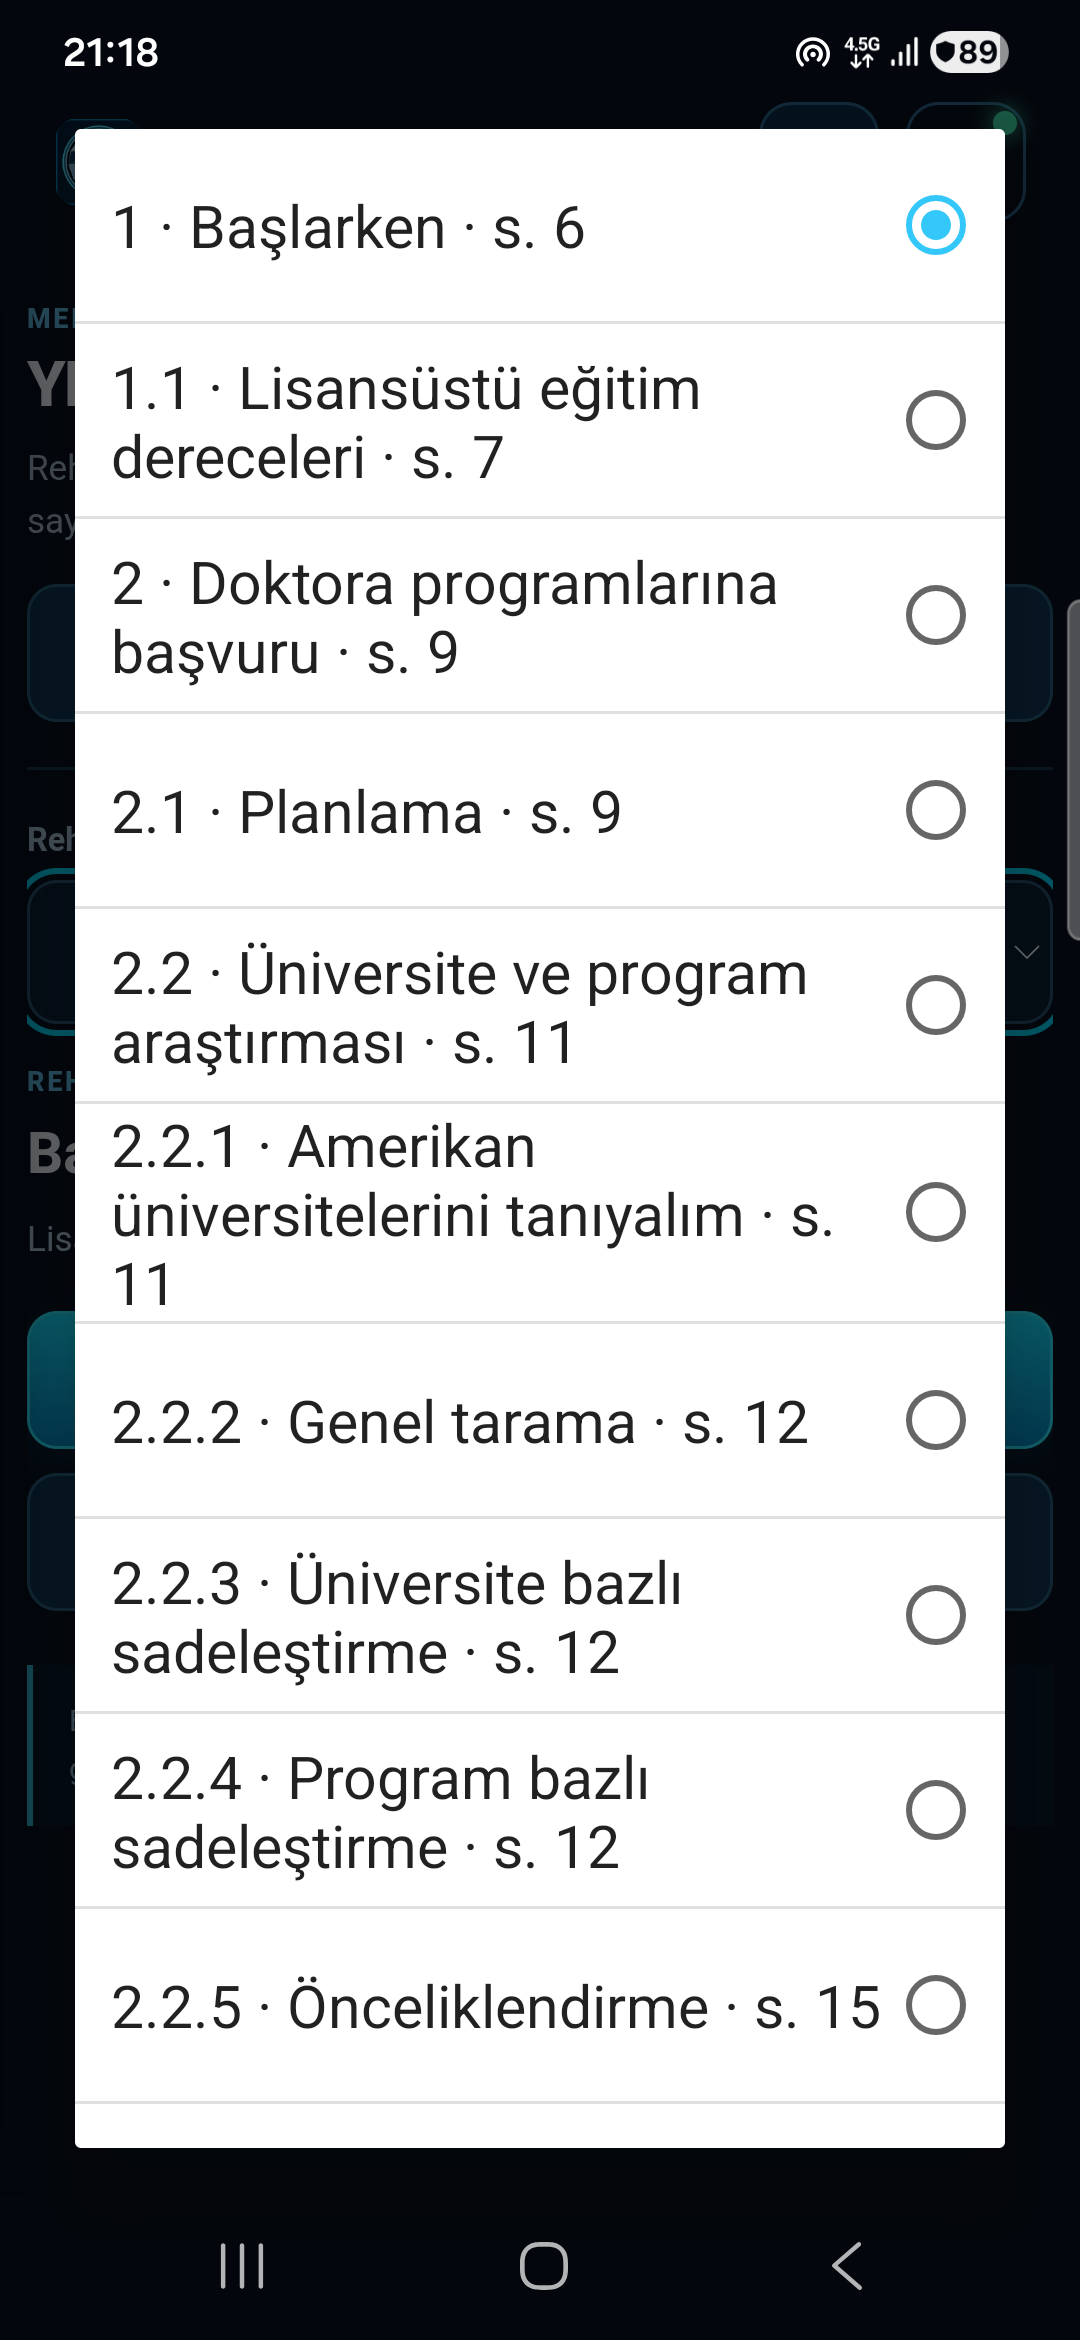 21:18
4.5G
89
1 · Başlarken · s. 6
1.1 · Lisansüstü eğitim
dereceleri · s. 7
2 · Doktora programlarına
başvuru · s. 9
2.1 · Planlama · s. 9
2.2 · Üniversite ve program
araştırması · s. 11
2.2.1 · Amerikan
üniversitelerini tanıyalım · s.
11
2.2.2 · Genel tarama · s. 12
2.2.3 · Üniversite bazlı
sadeleştirme · s. 12
2.2.4 · Program bazlı
sadeleştirme · s. 12
2.2.5 · Önceliklendirme · s. 15